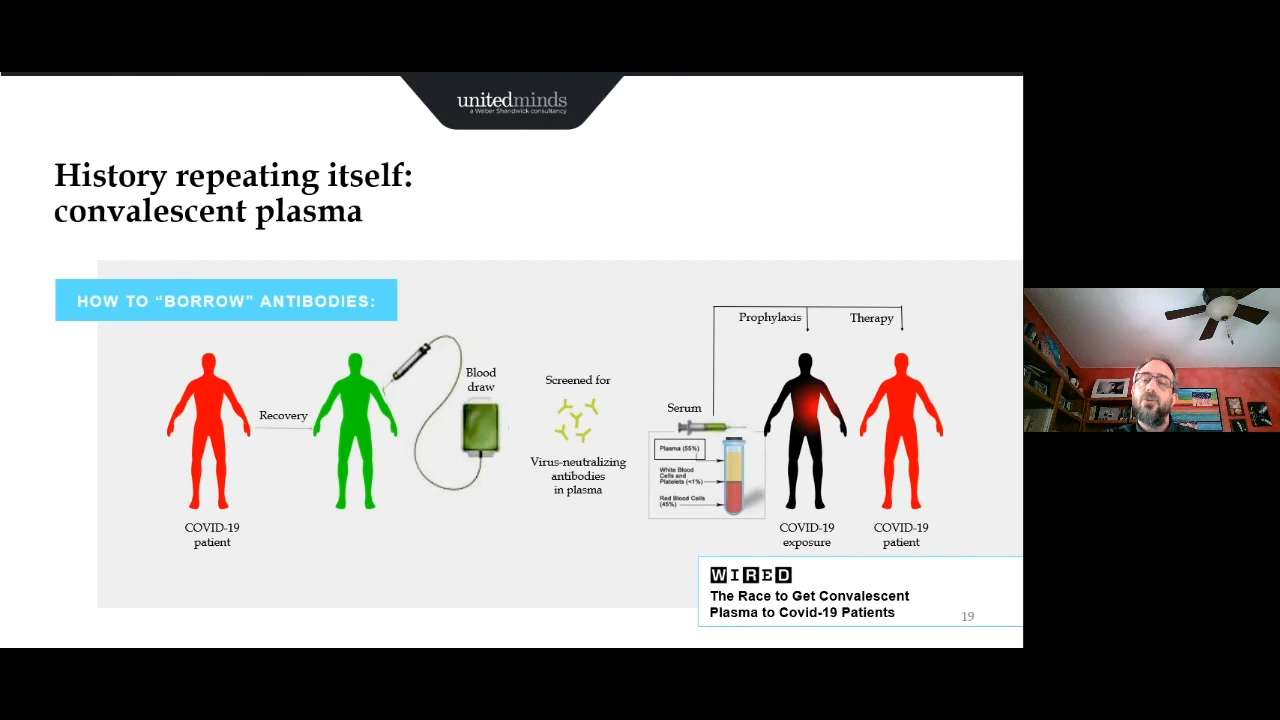 unitedminds
a Weber Shandwick consultancy
History repeating itself:
convalescent plasma
HOW TO “BORROW” ANTIBODIES:
COVID-19
patient
Recovery
Blood
draw
Screened for
Virus-neutralizing
antibodies
in plasma
Serum
Plasma (55%)
White Blood
Cells and
Platelets (<1%)
Red Blood Cells
(45%)
Prophylaxis
Therapy
COVID-19
exposure
COVID-19
patient
WIRED
The Race to Get Convalescent
Plasma to Covid-19 Patients
19